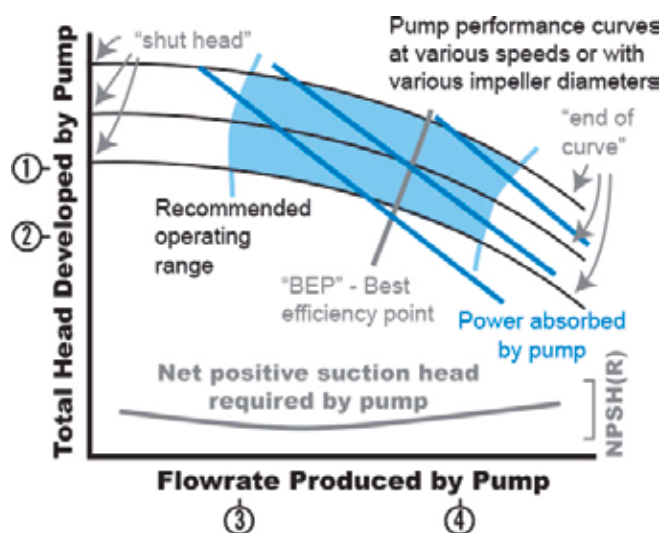 Pump performance curves
at various speeds or with
various impeller diameters
"shut head"
"end of
curve"
Total Head Developed by Pump
①
②
Recommended
operating
range
"BEP" - Best
efficiency point
Power absorbed
by pump
Net positive suction head
required by pump
NPSH(R)
Flowrate Produced by Pump
③
④